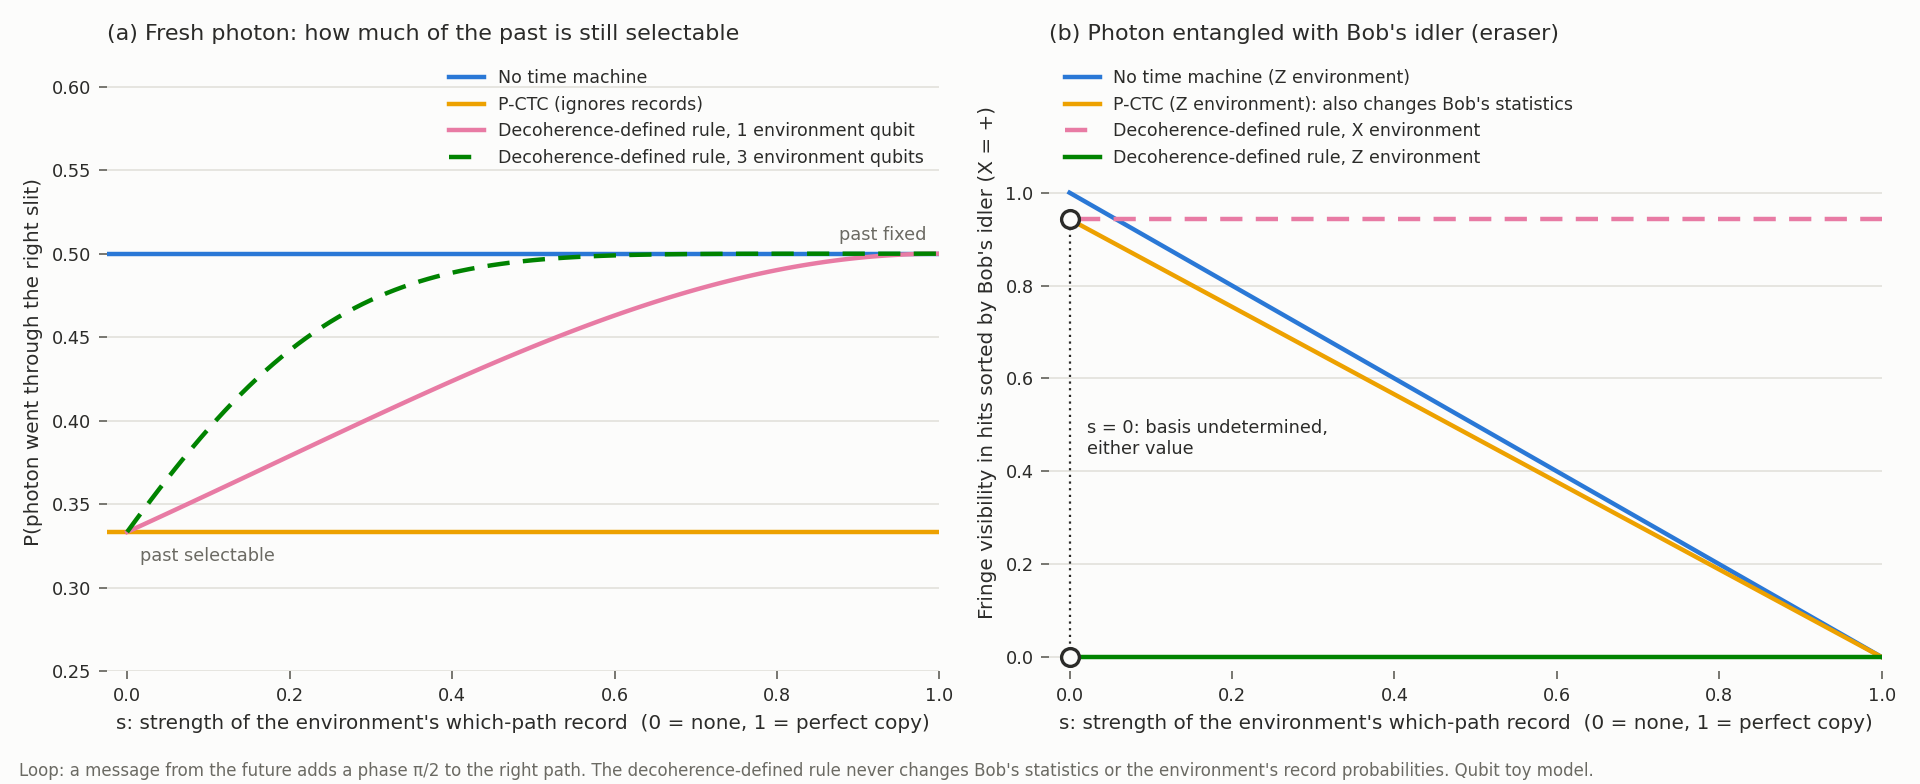 (a) Fresh photon: how much of the past is still selectable
No time machine
P-CTC (ignores records)
Decoherence-defined rule, 1 environment qubit
Decoherence-defined rule, 3 environment qubits
P(photon went through the right slit)
0.60
0.55
0.50
0.45
0.40
0.35
0.30
0.25
past fixed
past selectable
0.0 0.2 0.4 0.6 0.8 1.0
s: strength of the environment's which-path record (0 = none, 1 = perfect copy)
(b) Photon entangled with Bob's idler (eraser)
No time machine (Z environment)
P-CTC (Z environment): also changes Bob's statistics
Decoherence-defined rule, X environment
Decoherence-defined rule, Z environment
Fringe visibility in hits sorted by Bob's idler (X = +)
1.0
0.8
0.6
0.4
0.2
0.0
s = 0: basis undetermined,
either value
0.0 0.2 0.4 0.6 0.8 1.0
s: strength of the environment's which-path record (0 = none, 1 = perfect copy)
Loop: a message from the future adds a phase π/2 to the right path. The decoherence-defined rule never changes Bob's statistics or the environment's record probabilities. Qubit toy model.